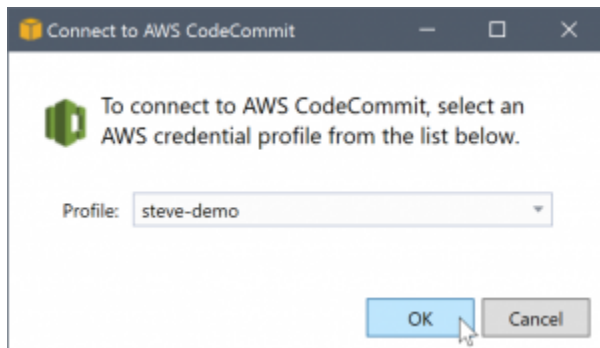 Connect to AWS CodeCommit
To connect to AWS CodeCommit, select an
AWS credential profile from the list below.
Profile: steve-demo
OK Cancel